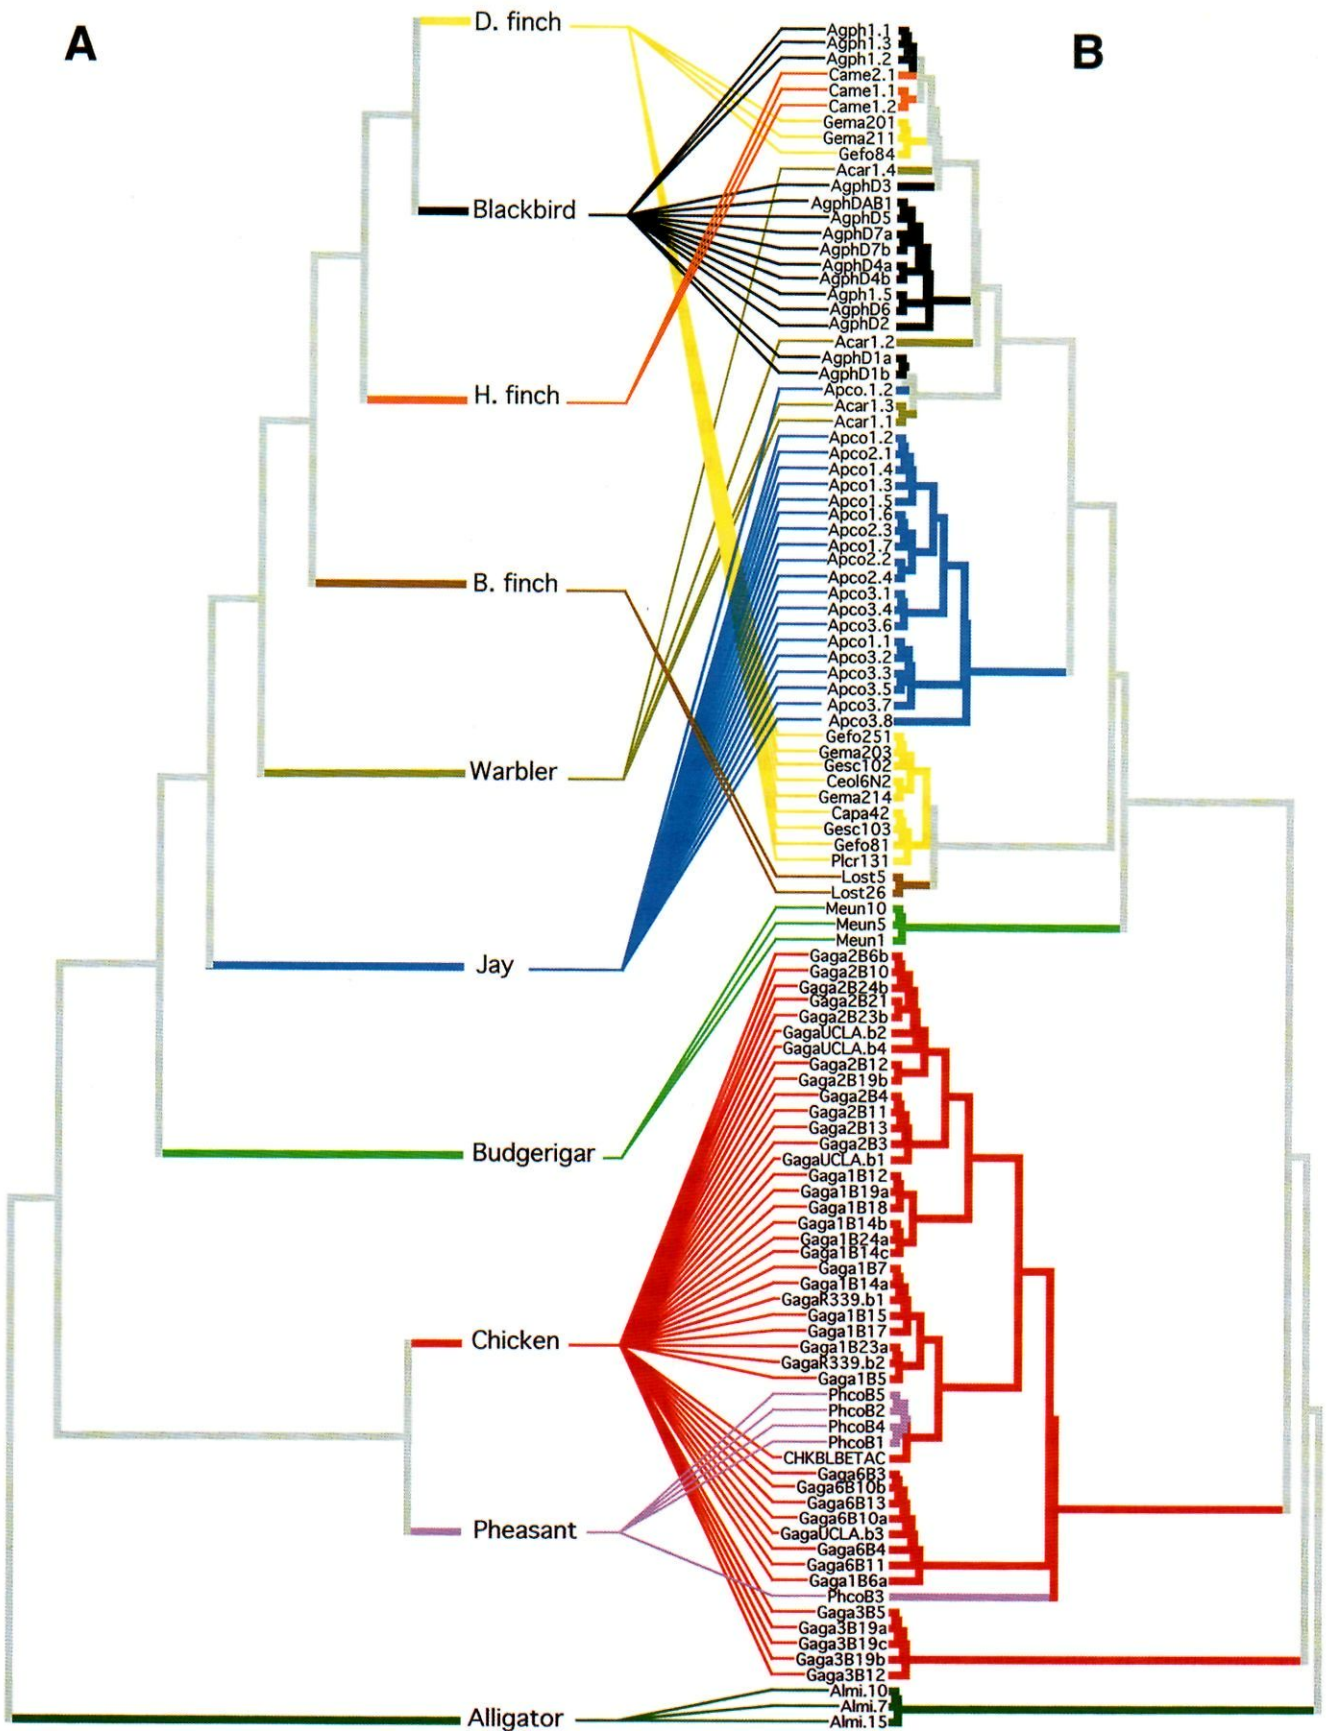 A
B
D. finch
Blackbird
H. finch
B. finch
Warbler
Jay
Budgerigar
Chicken
Pheasant
Alligator
Agph1.1
Agph1.3
Agph1.2
Came2.1
Came1.1
Came1.2
Gema201
Gema211
Gefo84
Acar1.4
AgphD3
AgphDAB1
AgphD5
AgphD7a
AgphD7b
AgphD4a
AgphD4b
Agph1.5
AgphD6
AgphD2
Acar1.2
AgphD1a
AgphD1b
Apco.1.2
Acar1.3
Acar1.1
Apco1.2
Apco2.1
Apco1.4
Apco1.3
Apco1.5
Apco1.6
Apco2.3
Apco1.7
Apco2.2
Apco2.4
Apco3.1
Apco3.4
Apco3.6
Apco1.1
Apco3.2
Apco3.3
Apco3.5
Apco3.7
Apco3.8
Gefo251
Gema203
Gesc102
Ceol6N2
Gema214
Capa42
Gesc103
Gefo81
Plcr131
Lost5
Lost26
Meun10
Meun5
Meun1
Gaga2B6b
Gaga2B10
Gaga2B24b
Gaga2B21
Gaga2B23b
GagaUCLA.b2
GagaUCLA.b4
Gaga2B12
Gaga2B19b
Gaga2B4
Gaga2B11
Gaga2B13
Gaga2B3
GagaUCLA.b1
Gaga1B12
Gaga1B19a
Gaga1B18
Gaga1B14b
Gaga1B24a
Gaga1B14c
Gaga1B7
Gaga1B14a
GagaR339.b1
Gaga1B15
Gaga1B17
Gaga1B23a
GagaR339.b2
Gaga1B5
PhcoB5
PhcoB2
PhcoB4
PhcoB1
CHKBLBETAC
Gaga6B3
Gaga6B10b
Gaga6B13
Gaga6B10a
GagaUCLA.b3
Gaga6B4
Gaga6B11
Gaga1B6a
PhcoB3
Gaga3B5
Gaga3B19a
Gaga3B19c
Gaga3B19b
Gaga3B12
Almi.10
Almi.7
Almi.15